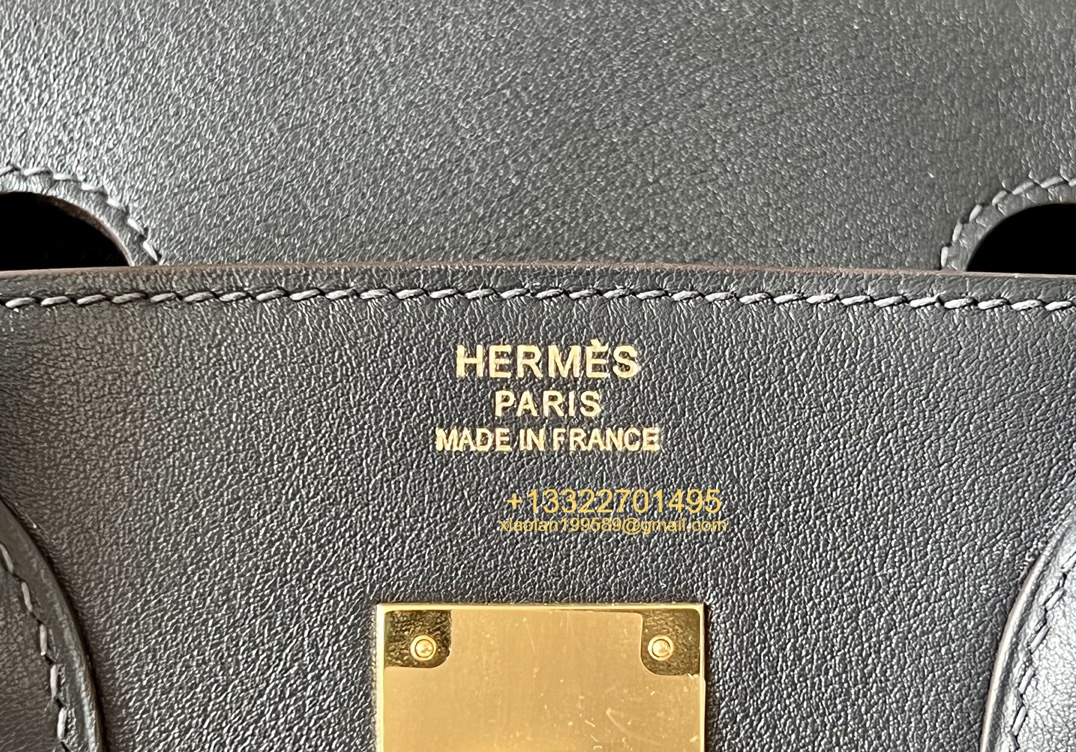 HERMÈS
PARIS
MADE IN FRANCE
+13322701495
xiaolan199589@gmail.com